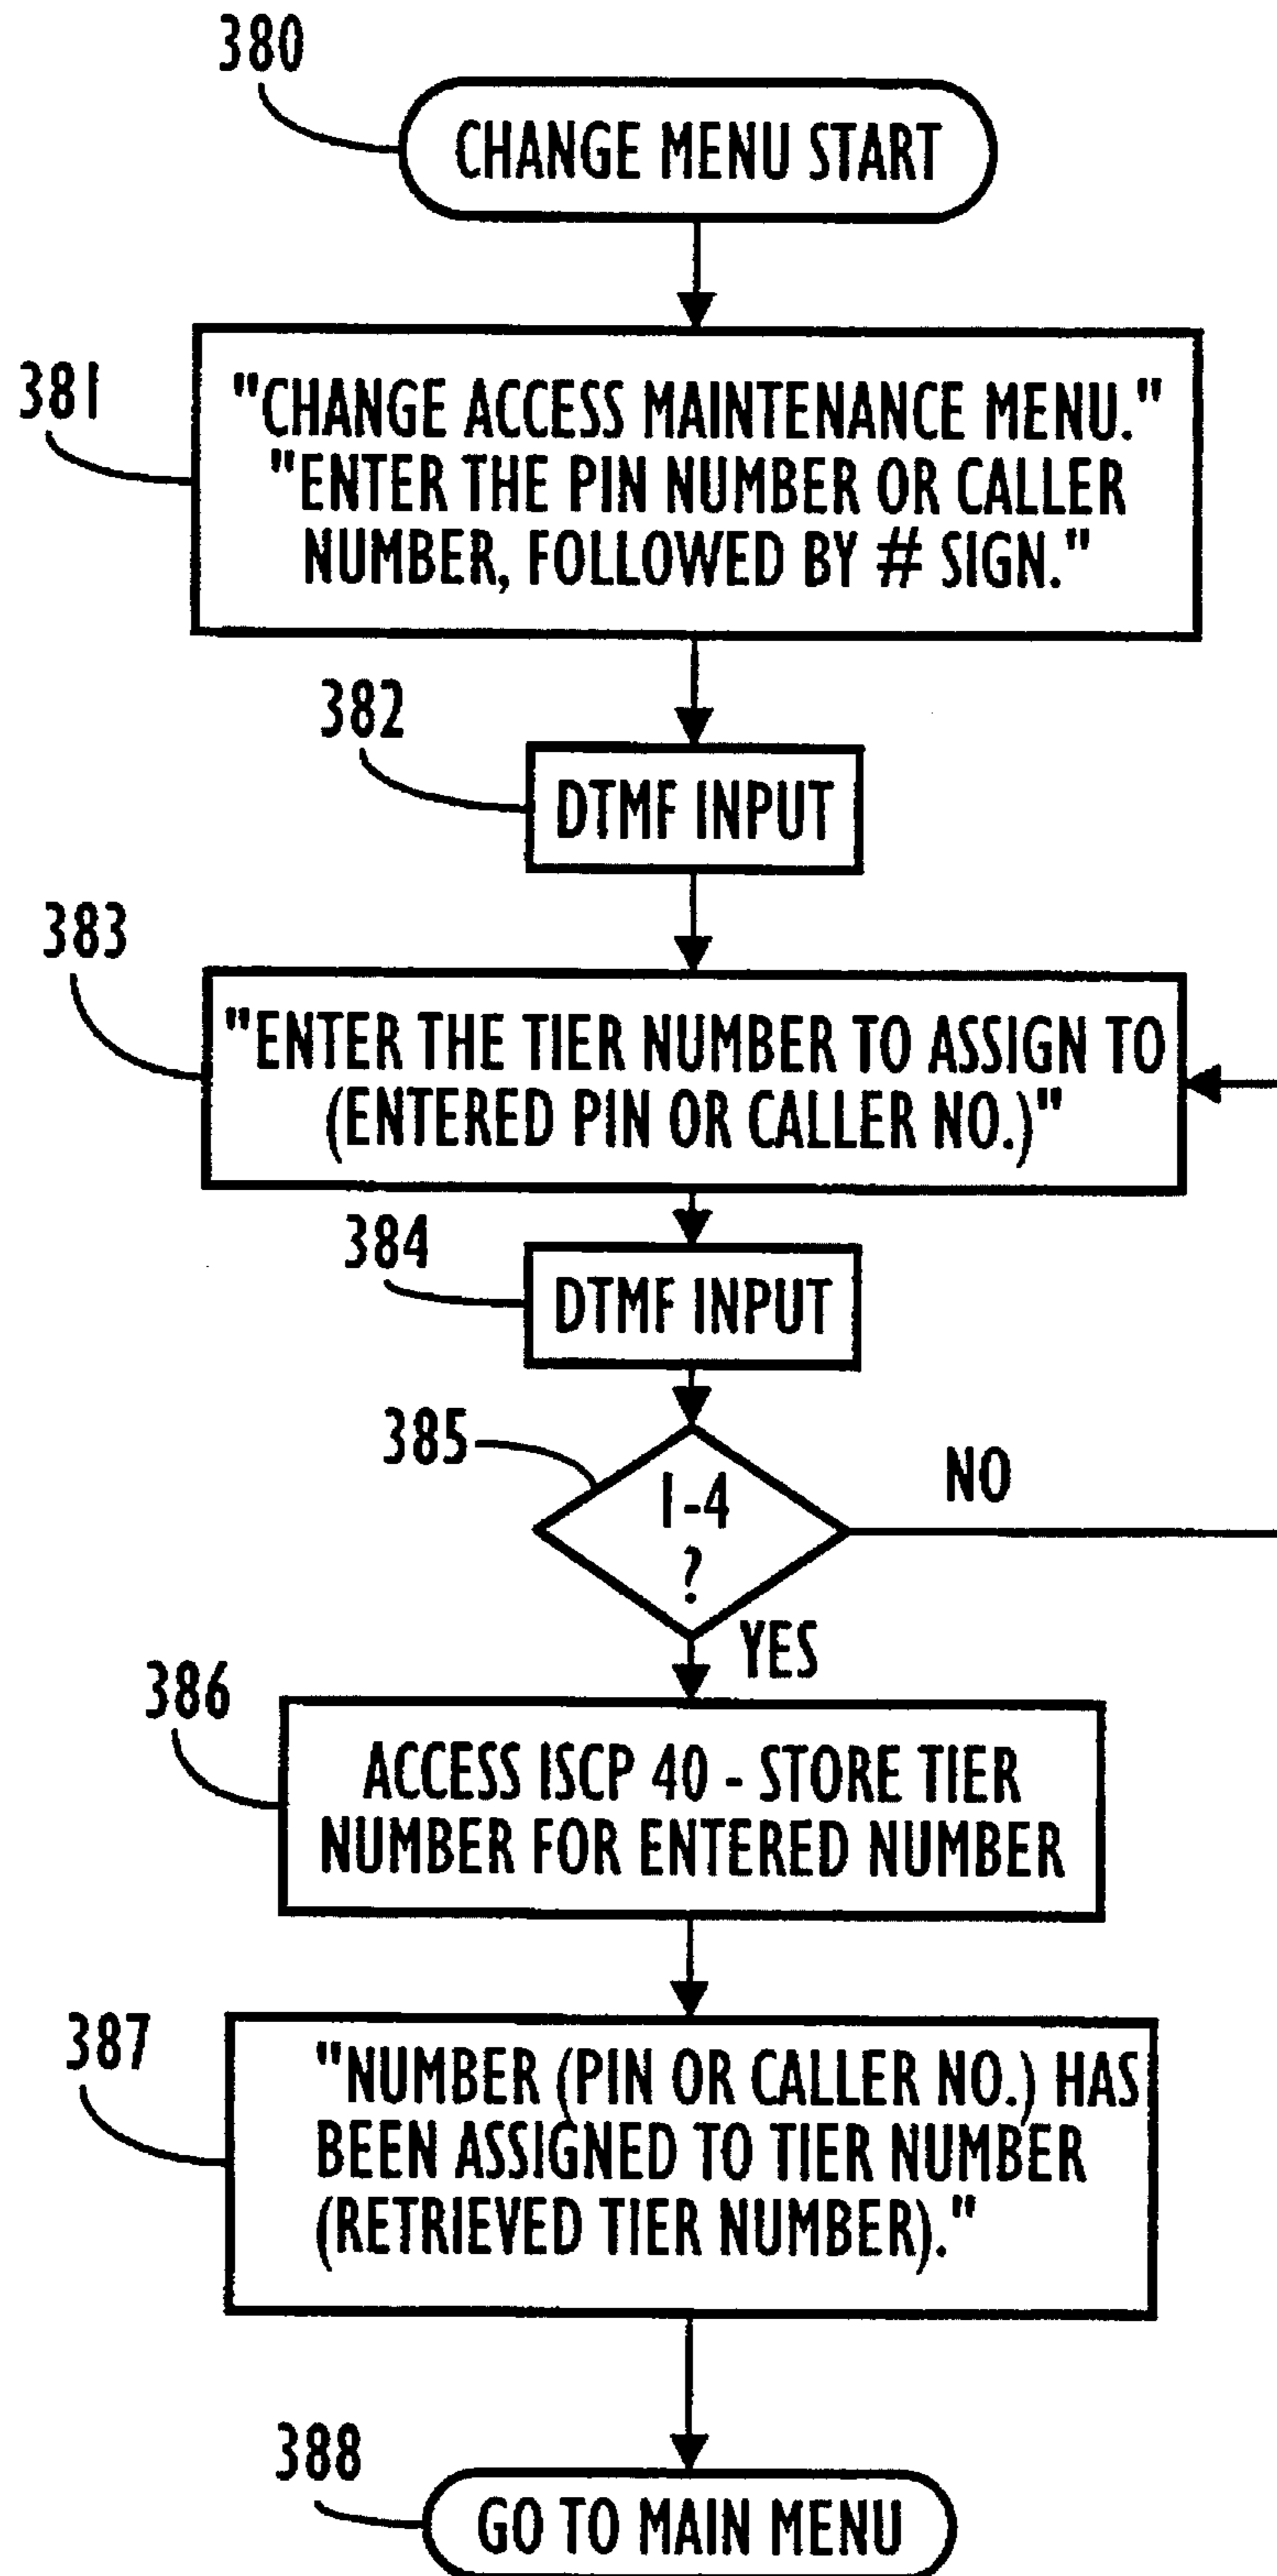 380
CHANGE MENU START
381
"CHANGE ACCESS MAINTENANCE MENU."
"ENTER THE PIN NUMBER OR CALLER
NUMBER, FOLLOWED BY # SIGN."
382
DTMF INPUT
383
"ENTER THE TIER NUMBER TO ASSIGN TO
(ENTERED PIN OR CALLER NO.)"
384
DTMF INPUT
385
1-4
?
NO
YES
386
ACCESS ISCP 40 - STORE TIER
NUMBER FOR ENTERED NUMBER
387
"NUMBER (PIN OR CALLER NO.) HAS
BEEN ASSIGNED TO TIER NUMBER
(RETRIEVED TIER NUMBER)."
388
GO TO MAIN MENU